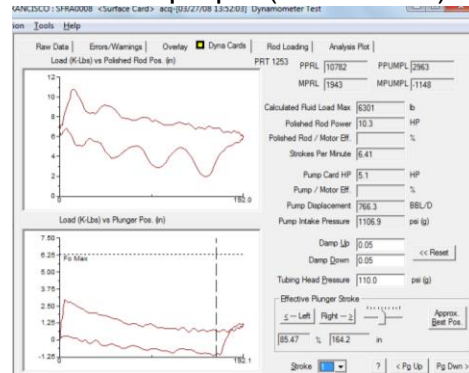 ANCISCO : SFRA0008 <Surface Card> acq-[03/27/08 13:52:03] Dynamometer Test
ion Tools Help
Raw Data Errors/Warnings Overlay Dyna Cards Rod Loading Analysis Plot
Load (K-Lbs) vs Polished Rod Pos. (in)
PRT 1253 PPRL 10782 PPUMPL 2963
MPRL 1943 MPUMPL -1148
12
10
8
6
4
2
0
0 192.0
Calculated Fluid Load Max 6301 lb
Polished Rod Power 10.3 HP
Polished Rod / Motor Eff. %
Strokes Per Minute 6.41
Pump Card HP 5.1 HP
Pump / Motor Eff. %
Pump Displacement 766.3 BBL/D
Pump Intake Pressure 1106.9 psi (g)
Load (K-Lbs) vs Plunger Pos. (in)
7.50
Fo Max
5.00
3.75
2.50
1.25
-0
-1.25
0 192.1
Damp Up 0.05
Damp Down 0.05
<< Reset
Tubing Head Pressure 110.0 psi (g)
Effective Plunger Stroke
<-- Left Right -->
Approx. Best Pos.
85.47 % 164.2 in
Stroke 1 ? < Pg Up Pg Dwn >